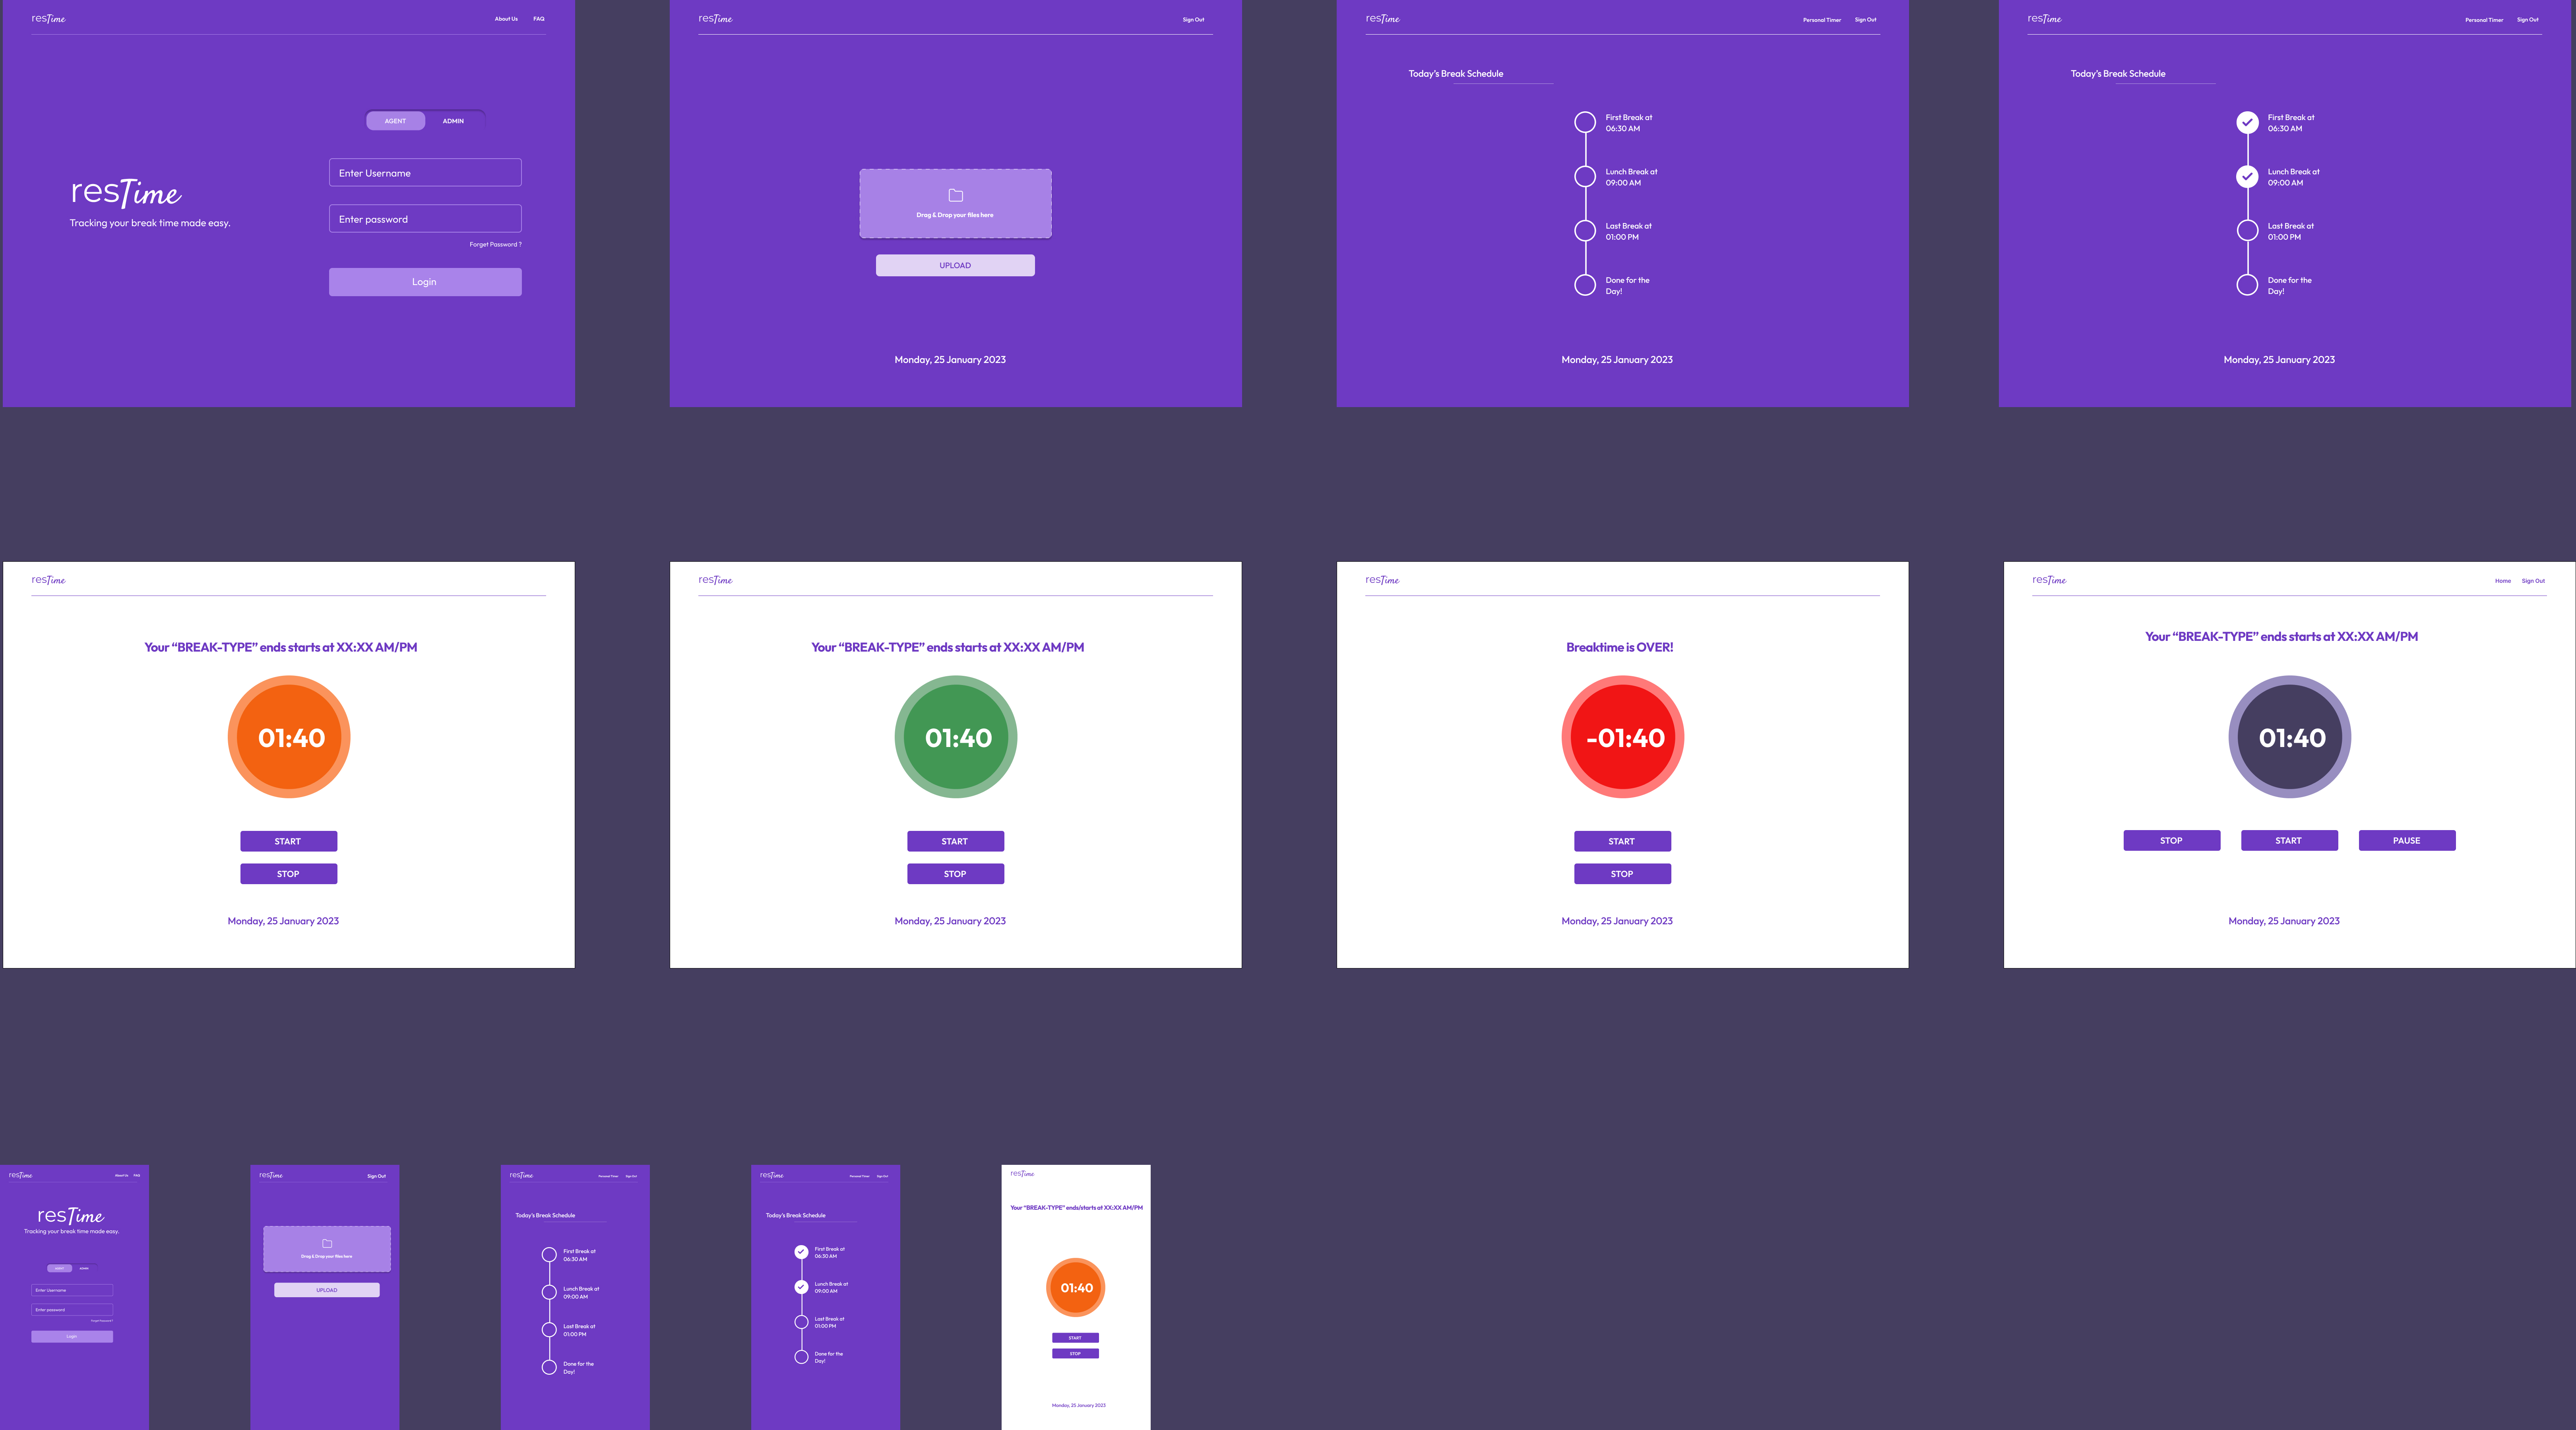 resTime
About Us FAQ
AGENT ADMIN
Enter Username
resTime
Enter password
Tracking your break time made easy.
Forget Password ?
Login
resTime
Sign Out
Drag & Drop your files here
UPLOAD
Monday, 25 January 2023
resTime
Personal Timer Sign Out
Today's Break Schedule
First Break at
06:30 AM
Lunch Break at
09:00 AM
Last Break at
01:00 PM
Done for the
Day!
Monday, 25 January 2023
resTime
Personal Timer Sign Out
Today's Break Schedule
First Break at
06:30 AM
Lunch Break at
09:00 AM
Last Break at
01:00 PM
Done for the
Day!
Monday, 25 January 2023
resTime
Your “BREAK-TYPE” ends starts at XX:XX AM/PM
01:40
START
STOP
Monday, 25 January 2023
resTime
Your “BREAK-TYPE” ends starts at XX:XX AM/PM
01:40
START
STOP
Monday, 25 January 2023
resTime
Breaktime is OVER!
-01:40
START
STOP
Monday, 25 January 2023
resTime
Home Sign Out
Your “BREAK-TYPE” ends starts at XX:XX AM/PM
01:40
STOP START PAUSE
Monday, 25 January 2023
resTime
About Us FAQ
resTime
Tracking your break time made easy.
AGENT ADMIN
Enter Username
Enter password
Forget Password ?
Login
resTime
Sign Out
Drag & Drop your files here
UPLOAD
resTime
Personal Timer Sign Out
Today's Break Schedule
First Break at
06:30 AM
Lunch Break at
09:00 AM
Last Break at
01:00 PM
Done for the
Day!
resTime
Personal Timer Sign Out
Today's Break Schedule
First Break at
06:30 AM
Lunch Break at
09:00 AM
Last Break at
01:00 PM
Done for the
Day!
resTime
Your “BREAK-TYPE” ends/starts at XX:XX AM/PM
01:40
START
STOP
Monday, 25 January 2023